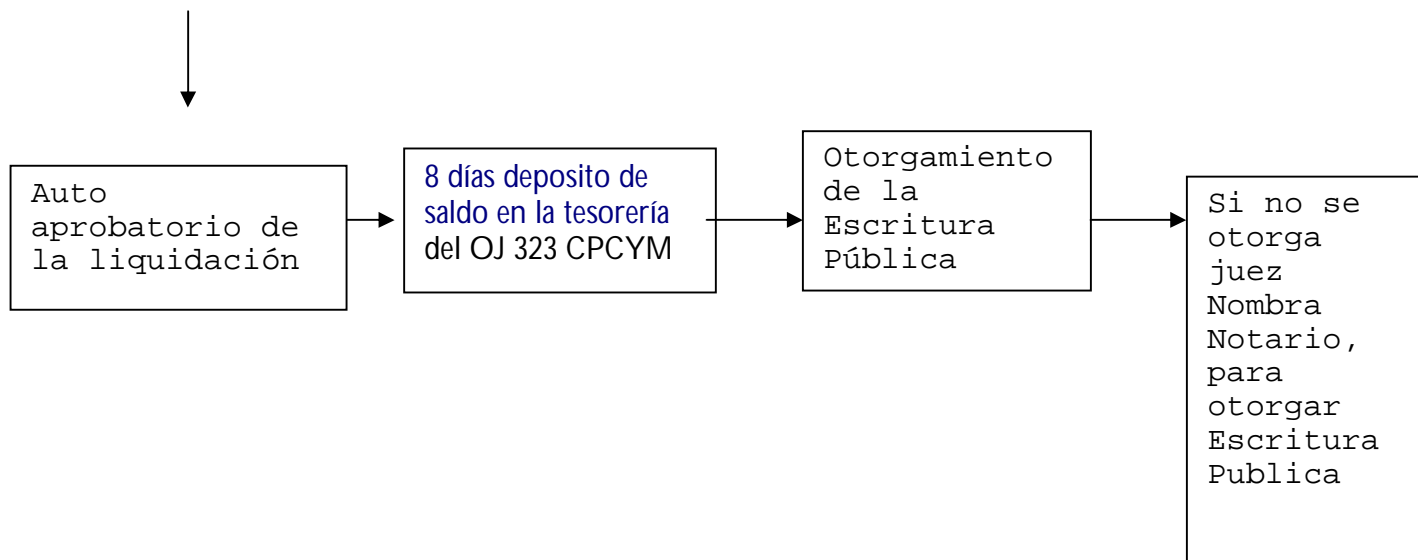 Auto
aprobatorio de
la liquidación
8 días deposito de
saldo en la tesorería
del OJ 323 CPCYM
Otorgamiento
de la
Escritura
Pública
Si no se
otorga
juez
Nombra
Notario,
para
otorgar
Escritura
Publica